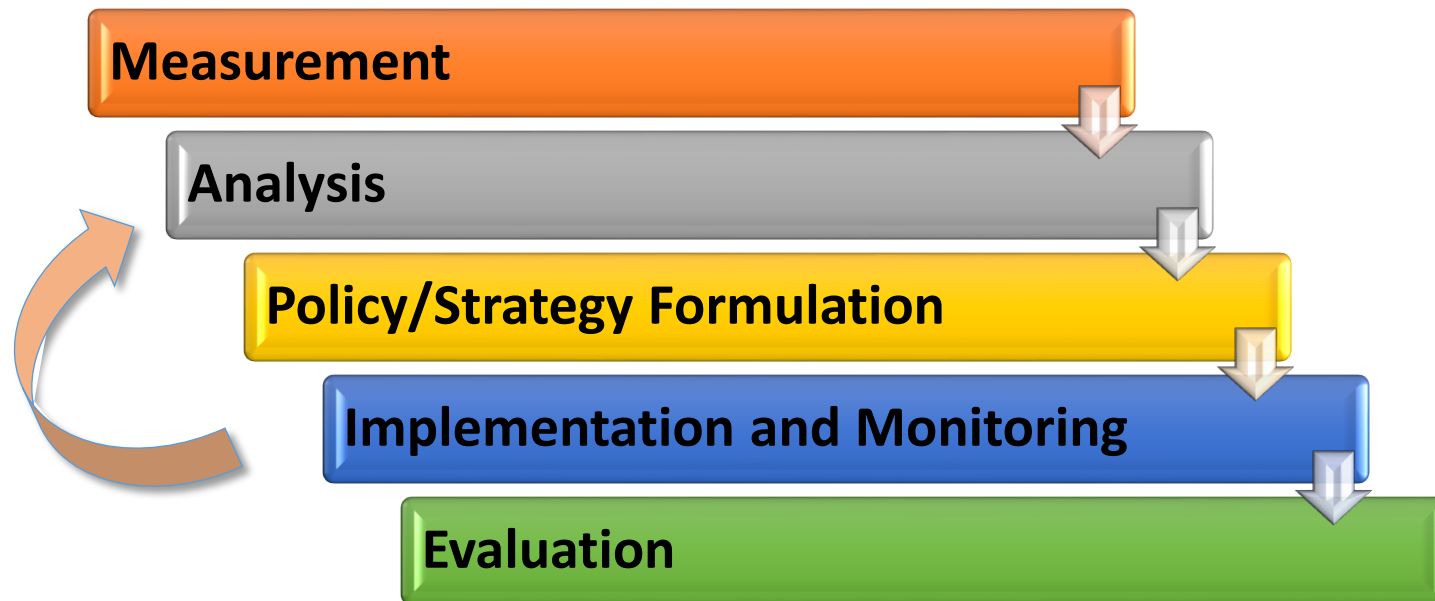 Measurement
Analysis
Policy/Strategy Formulation
Implementation and Monitoring
Evaluation